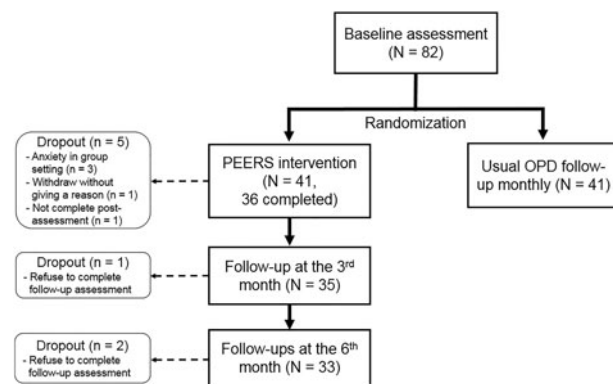 Baseline assessment
(N = 82)
Randomization
Dropout (n = 5)
- Anxiety in group
setting (n = 3)
- Withdraw without
giving a reason (n = 1)
- Not complete post-
assessment (n = 1)
PEERS intervention
(N = 41,
36 completed)
Usual OPD follow-
up monthly (N = 41)
Dropout (n = 1)
- Refuse to complete
follow-up assessment
Follow-up at the 3rd
month (N = 35)
Dropout (n = 2)
- Refuse to complete
follow-up assessment
Follow-ups at the 6th
month (N = 33)